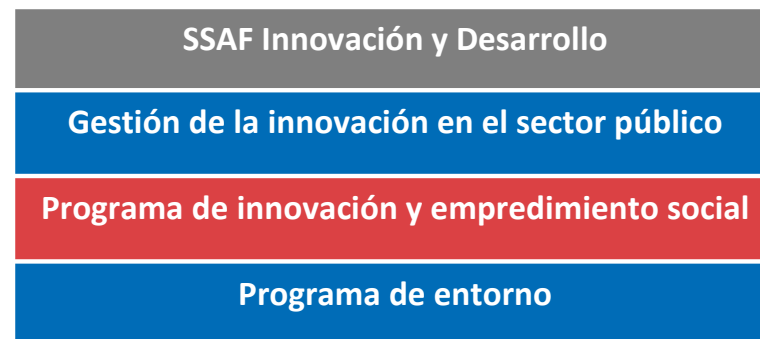 SSAF Innovación y Desarrollo
Gestión de la innovación en el sector público
Programa de innovación y empredimiento social
Programa de entorno